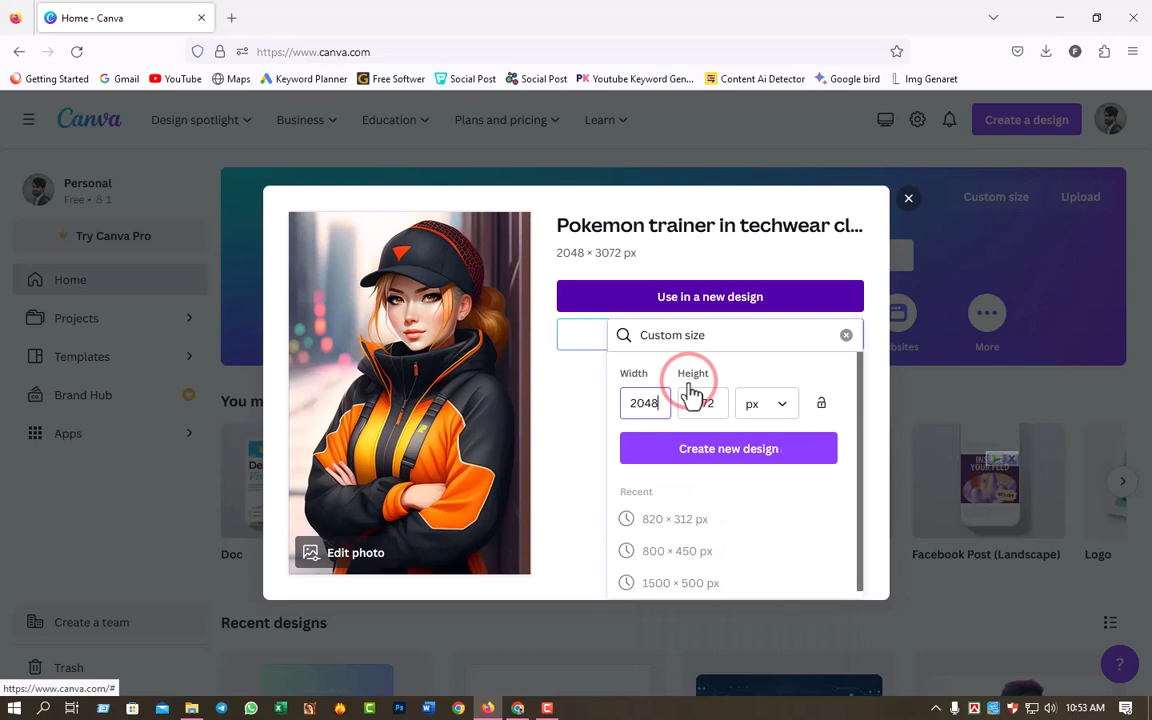 Home - Canva
https://www.canva.com
Getting Started
Gmail
YouTube
Maps
Keyword Planner
Free Softwer
Social Post
Social Post
Youtube Keyword Gen...
Content Ai Detector
Google bird
Img Genaret
Canva
Design spotlight
Business
Education
Plans and pricing
Learn
Create a design
Personal
Free • 1
Try Canva Pro
Home
Projects
Templates
Brand Hub
Apps
Create a team
Trash
Custom size
Upload
More
Pokemon trainer in techwear cl...
2048 × 3072 px
Use in a new design
Custom size
Width
Height
2048
px
Create new design
Recent
820 × 312 px
800 × 450 px
1500 × 500 px
Edit photo
Doc
Facebook Post (Landscape)
Logo
Recent designs
https://www.canva.com/#
10:53 AM